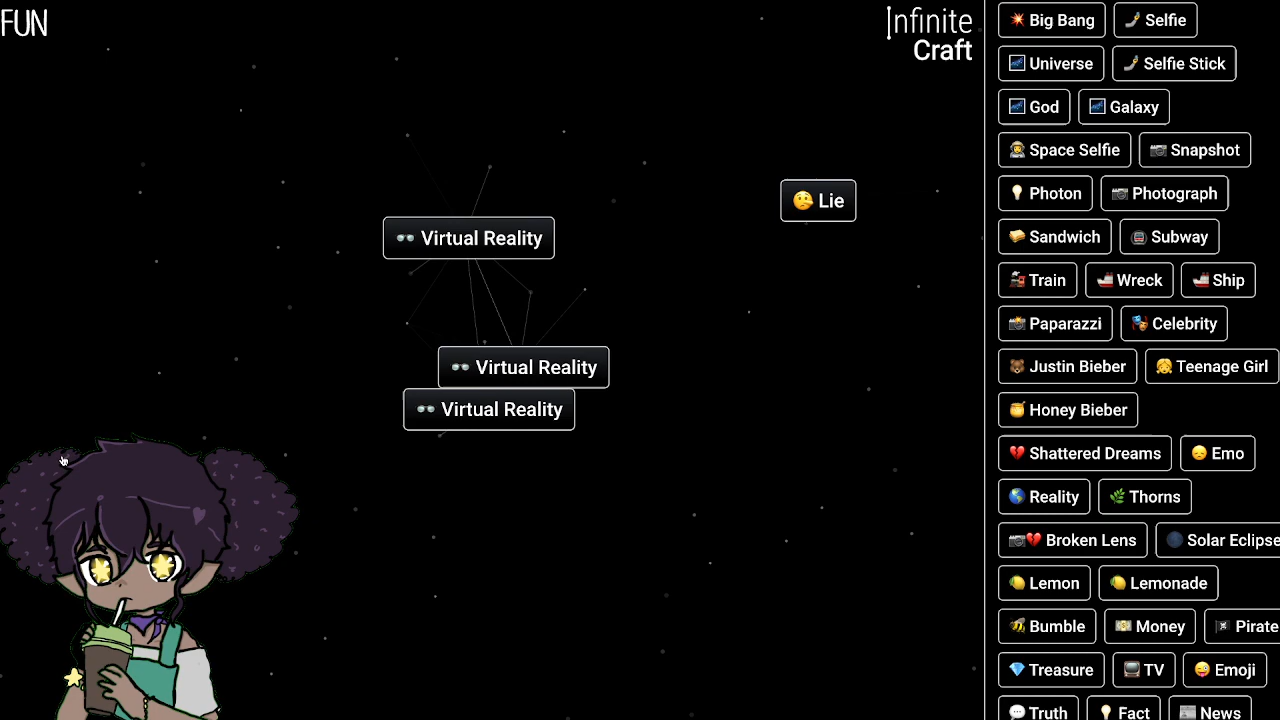 FUN
Infinite
Craft
🤥 Lie
Virtual Reality
Virtual Reality
Virtual Reality
Big Bang Selfie
Universe Selfie Stick
God Galaxy
Space Selfie Snapshot
Photon Photograph
Sandwich Subway
Train Wreck Ship
Paparazzi Celebrity
Justin Bieber Teenage Girl
Honey Bieber
Shattered Dreams Emo
Reality Thorns
Broken Lens Solar Eclipse
Lemon Lemonade
Bumble Money Pirate
Treasure TV Emoji
Truth Fact News